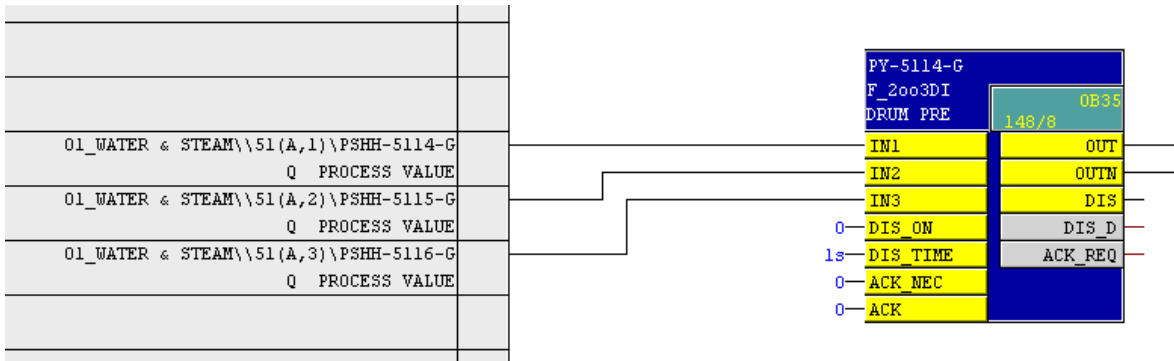 01_WATER & STEAM\\51(A,1)\PSHH-5114-G
Q PROCESS VALUE
01_WATER & STEAM\\51(A,2)\PSHH-5115-G
Q PROCESS VALUE
01_WATER & STEAM\\51(A,3)\PSHH-5116-G
Q PROCESS VALUE
PY-5114-G
F_2oo3DI
DRUM PRE
OB35
148/8
IN1 OUT
IN2 OUTN
IN3 DIS
0 DIS_ON DIS_D
1s DIS_TIME ACK_REQ
0 ACK_NEC
0 ACK